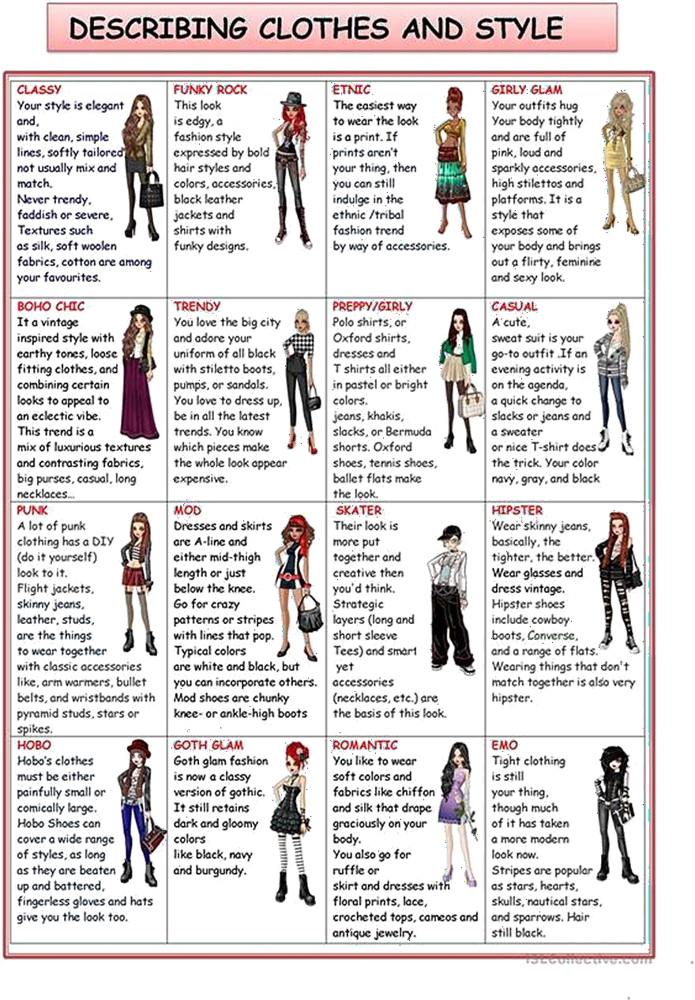 DESCRIBING CLOTHES AND STYLE
CLASSY
Your style is elegant
and,
with clean, simple
lines, softly tailored
not usually mix and
match.
Never trendy,
faddish or severe,
Textures such
as silk, soft woolen
fabrics, cotton are among
your favourites.
FUNKY ROCK
This look
is edgy, a
fashion style
expressed by bold
hair styles and
colors, accessories,
black leather
jackets and
shirts with
funky designs.
ETNIC
The easiest way
to wear the look
is a print. If
prints aren't
your thing, then
you can still
indulge in the
ethnic /tribal
fashion trend
by way of accessories.
GIRLY GLAM
Your outfits hug
Your body tightly
and are full of
pink, loud and
sparkly accessories,
high stilettos and
platforms. It is a
style that
exposes some of
your body and brings
out a flirty, feminine
and sexy look.
BOHO CHIC
It a vintage
inspired style with
earthy tones, loose
fitting clothes, and
combining certain
looks to appeal to
an eclectic vibe.
This trend is a
mix of luxurious textures
and contrasting fabrics,
big purses, casual, long
necklaces...
TRENDY
You love the big city
and adore your
uniform of all black
with stiletto boots,
pumps, or sandals.
You love to dress up,
be in all the latest
trends. You know
which pieces make
the whole look appear
expensive.
PREPPY/GIRLY
Polo shirts, or
Oxford shirts,
dresses and
T shirts all either
in pastel or bright
colors.
jeans, khakis,
slacks, or Bermuda
shorts. Oxford
shoes, tennis shoes,
ballet flats make
the look.
CASUAL
A cute,
sweat suit is your
go-to outfit .If an
evening activity is
on the agenda,
a quick change to
slacks or jeans and
a sweater
or nice T-shirt does
the trick. Your color
navy, gray, and black
PUNK
A lot of punk
clothing has a DIY
(do it yourself)
look to it.
Flight jackets,
skinny jeans,
leather, studs,
are the things
to wear together
with classic accessories
like, arm warmers, bullet
belts, and wristbands with
pyramid studs, stars or
spikes.
MOD
Dresses and skirts
are A-line and
either mid-thigh
length or just
below the knee.
Go for crazy
patterns or stripes
with lines that pop.
Typical colors
are white and black, but
you can incorporate others.
Mod shoes are chunky
knee- or ankle-high boots
SKATER
Their look is
more put
together and
creative then
you'd think.
Strategic
layers (long and
short sleeve
Tees) and smart
yet
accessories
(necklaces, etc.) are
the basis of this look.
HIPSTER
Wear skinny jeans,
basically, the
tighter, the better.
Wear glasses and
dress vintage.
Hipster shoes
include cowboy
boots, Converse,
and a range of flats.
Wearing things that don't
match together is also very
hipster.
HOBO
Hobo's clothes
must be either
painfully small or
comically large.
Hobo Shoes can
cover a wide range
of styles, as long
as they are beaten
up and battered,
fingerless gloves and hats
give you the look too.
GOTH GLAM
Goth glam fashion
is now a classy
version of gothic.
It still retains
dark and gloomy
colors
like black, navy
and burgundy.
ROMANTIC
You like to wear
soft colors and
fabrics like chiffon
and silk that drape
graciously on your
body.
You also go for
ruffle or
skirt and dresses with
floral prints, lace,
crocheted tops, cameos and
antique jewelry.
EMO
Tight clothing
is still
your thing,
though much
of it has taken
a more modern
look now.
Stripes are popular
as stars, hearts,
skulls, nautical stars,
and sparrows. Hair
still black.
iSLCollective.com